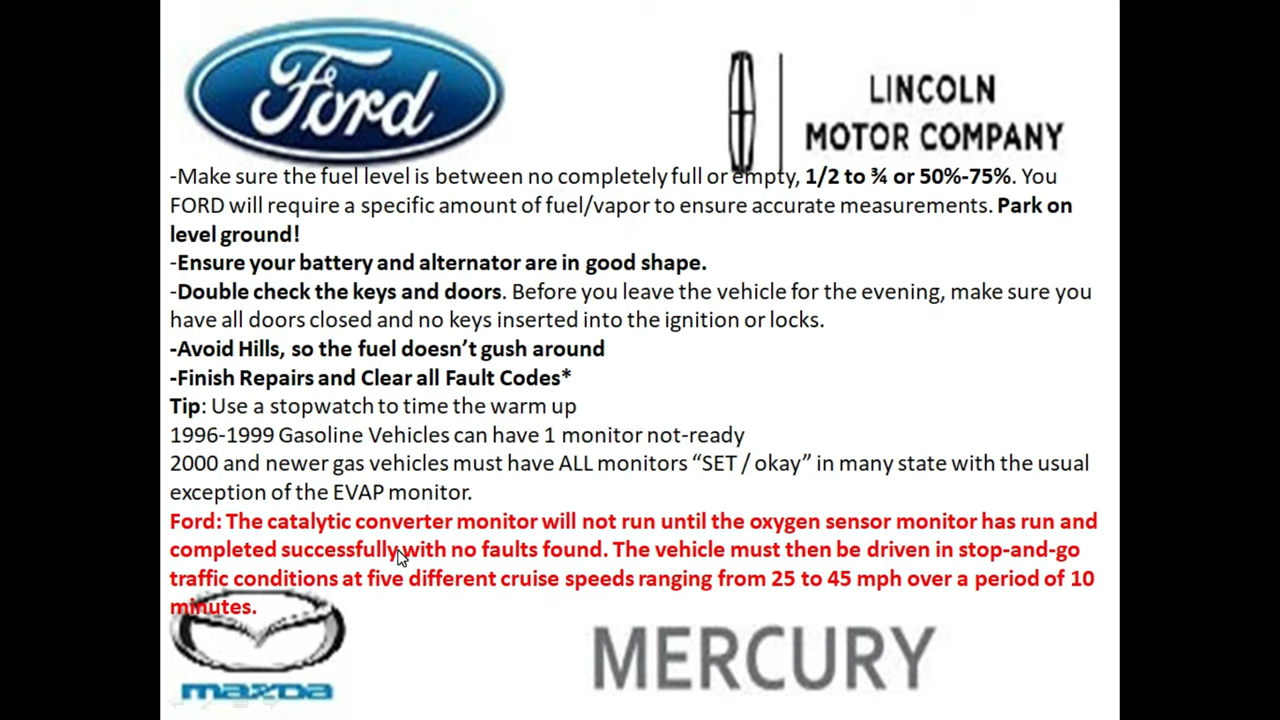 Ford
LINCOLN
MOTOR COMPANY
-Make sure the fuel level is between no completely full or empty, 1/2 to ¾ or 50%-75%. You
FORD will require a specific amount of fuel/vapor to ensure accurate measurements. Park on
level ground!
-Ensure your battery and alternator are in good shape.
-Double check the keys and doors. Before you leave the vehicle for the evening, make sure you
have all doors closed and no keys inserted into the ignition or locks.
-Avoid Hills, so the fuel doesn’t gush around
-Finish Repairs and Clear all Fault Codes*
Tip: Use a stopwatch to time the warm up
1996-1999 Gasoline Vehicles can have 1 monitor not-ready
2000 and newer gas vehicles must have ALL monitors “SET / okay” in many state with the usual
exception of the EVAP monitor.
Ford: The catalytic converter monitor will not run until the oxygen sensor monitor has run and
completed successfully with no faults found. The vehicle must then be driven in stop-and-go
traffic conditions at five different cruise speeds ranging from 25 to 45 mph over a period of 10
minutes.
mazda
MERCURY